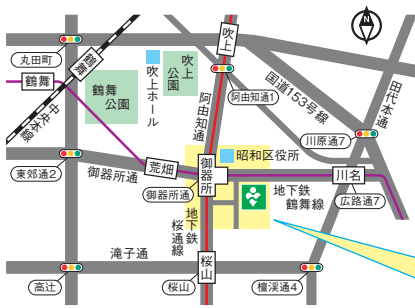 N
丸田町
鶴舞
鶴舞
中央本線
鶴舞
公園
吹上ホール
吹上
公園
吹上
阿由知通
阿由知通1
国道153号線
田代本通
川原通7
東郊通2
御器所通
荒畑
御器所
昭和区役所
川名
御器所通
地下鉄
鶴舞線
広路通7
地下鉄
桜通線
滝子通
高辻
桜山
桜山
檀渓通4